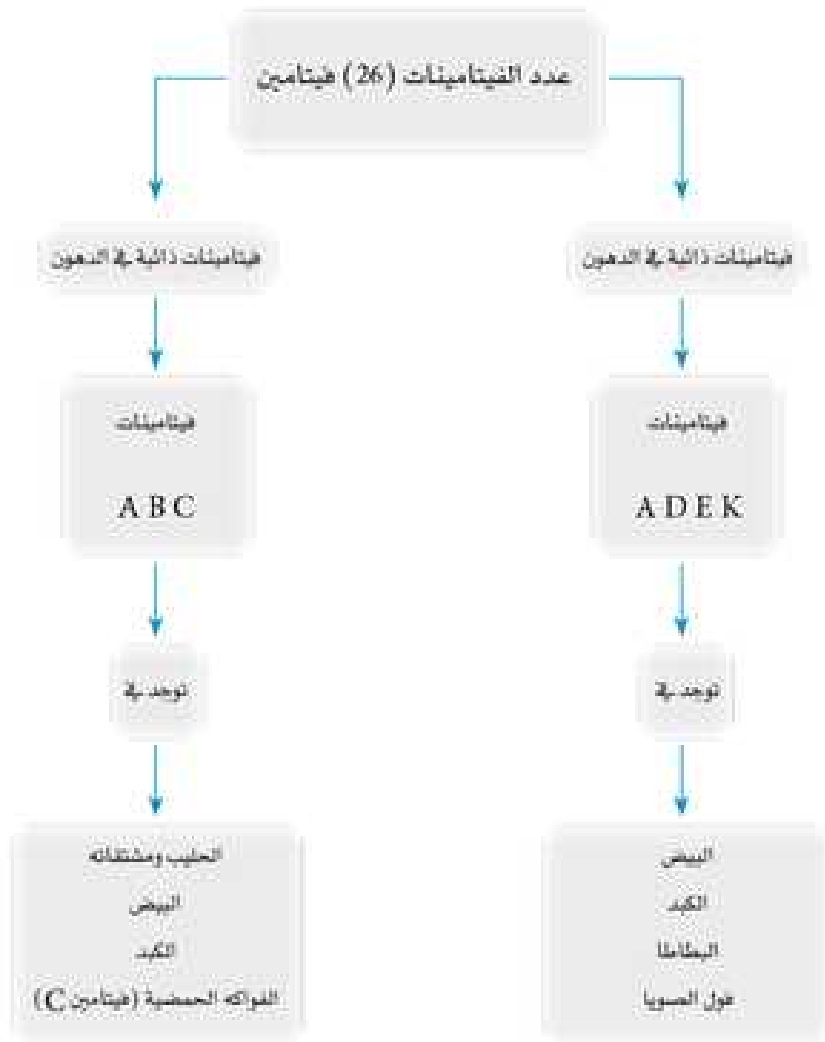 عدد الفيتامينات (26) فيتامين
فيتامينات ذائبة في الدهون
فيتامينات
A D E K
توجد في
البيض
الكبد
البطاطا
فول الصويا
فيتامينات ذائبة في الدهون
فيتامينات
A B C
توجد في
الحليب ومشتقاته
البيض
الكبد
الفواكه الحمضية (فيتامين C)